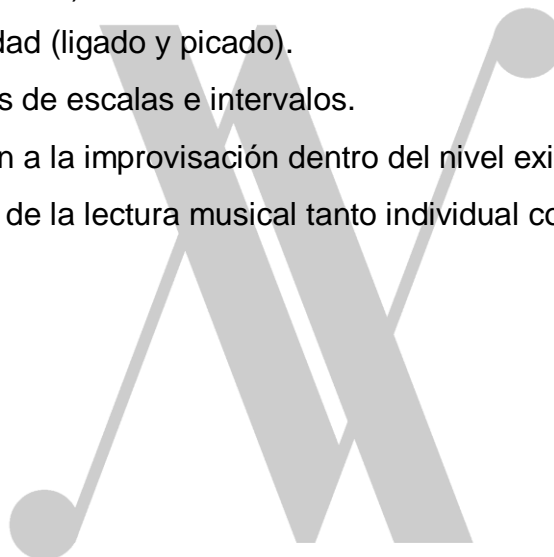 dad (ligado y picado).
s de escalas e intervalos.
n a la improvisación dentro del nivel exi
de la lectura musical tanto individual co